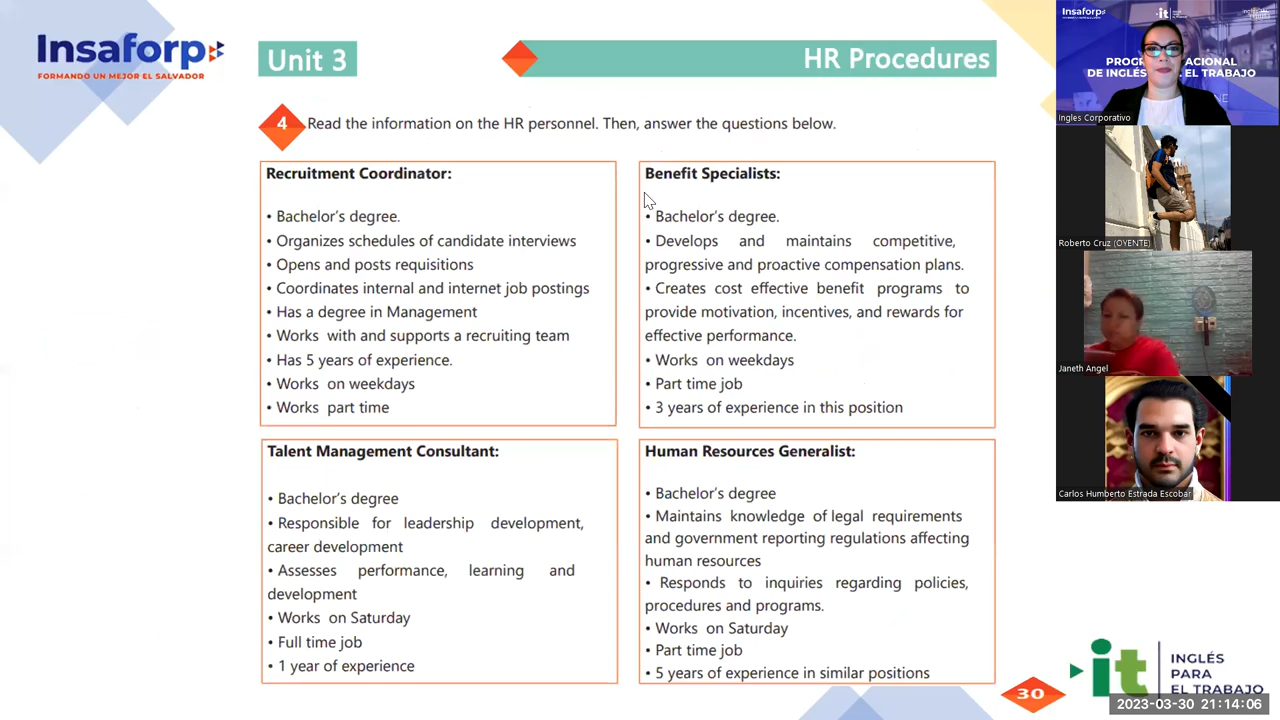 Insaforp
FORMANDO UN MEJOR EL SALVADOR
Unit 3
HR Procedures
4
Read the information on the HR personnel. Then, answer the questions below.
Recruitment Coordinator:
• Bachelor's degree.
• Organizes schedules of candidate interviews
• Opens and posts requisitions
• Coordinates internal and internet job postings
• Has a degree in Management
• Works with and supports a recruiting team
• Has 5 years of experience.
• Works on weekdays
• Works part time
Benefit Specialists:
• Bachelor's degree.
• Develops and maintains competitive,
progressive and proactive compensation plans.
• Creates cost effective benefit programs to
provide motivation, incentives, and rewards for
effective performance.
• Works on weekdays
• Part time job
• 3 years of experience in this position
Talent Management Consultant:
• Bachelor's degree
• Responsible for leadership development,
career development
• Assesses performance, learning and
development
• Works on Saturday
• Full time job
• 1 year of experience
Human Resources Generalist:
• Bachelor's degree
• Maintains knowledge of legal requirements
and government reporting regulations affecting
human resources
• Responds to inquiries regarding policies,
procedures and programs.
• Works on Saturday
• Part time job
• 5 years of experience in similar positions
30
it
INGLÉS
PARA
EL TRABAJO
2023-03-30 21:14:06
Insaforp
it
DE INGLÉS
EL TRABAJO
Ingles Corporativo
Roberto Cruz (OYENTE)
Janeth Angel
Carlos Humberto Estrada Escobar